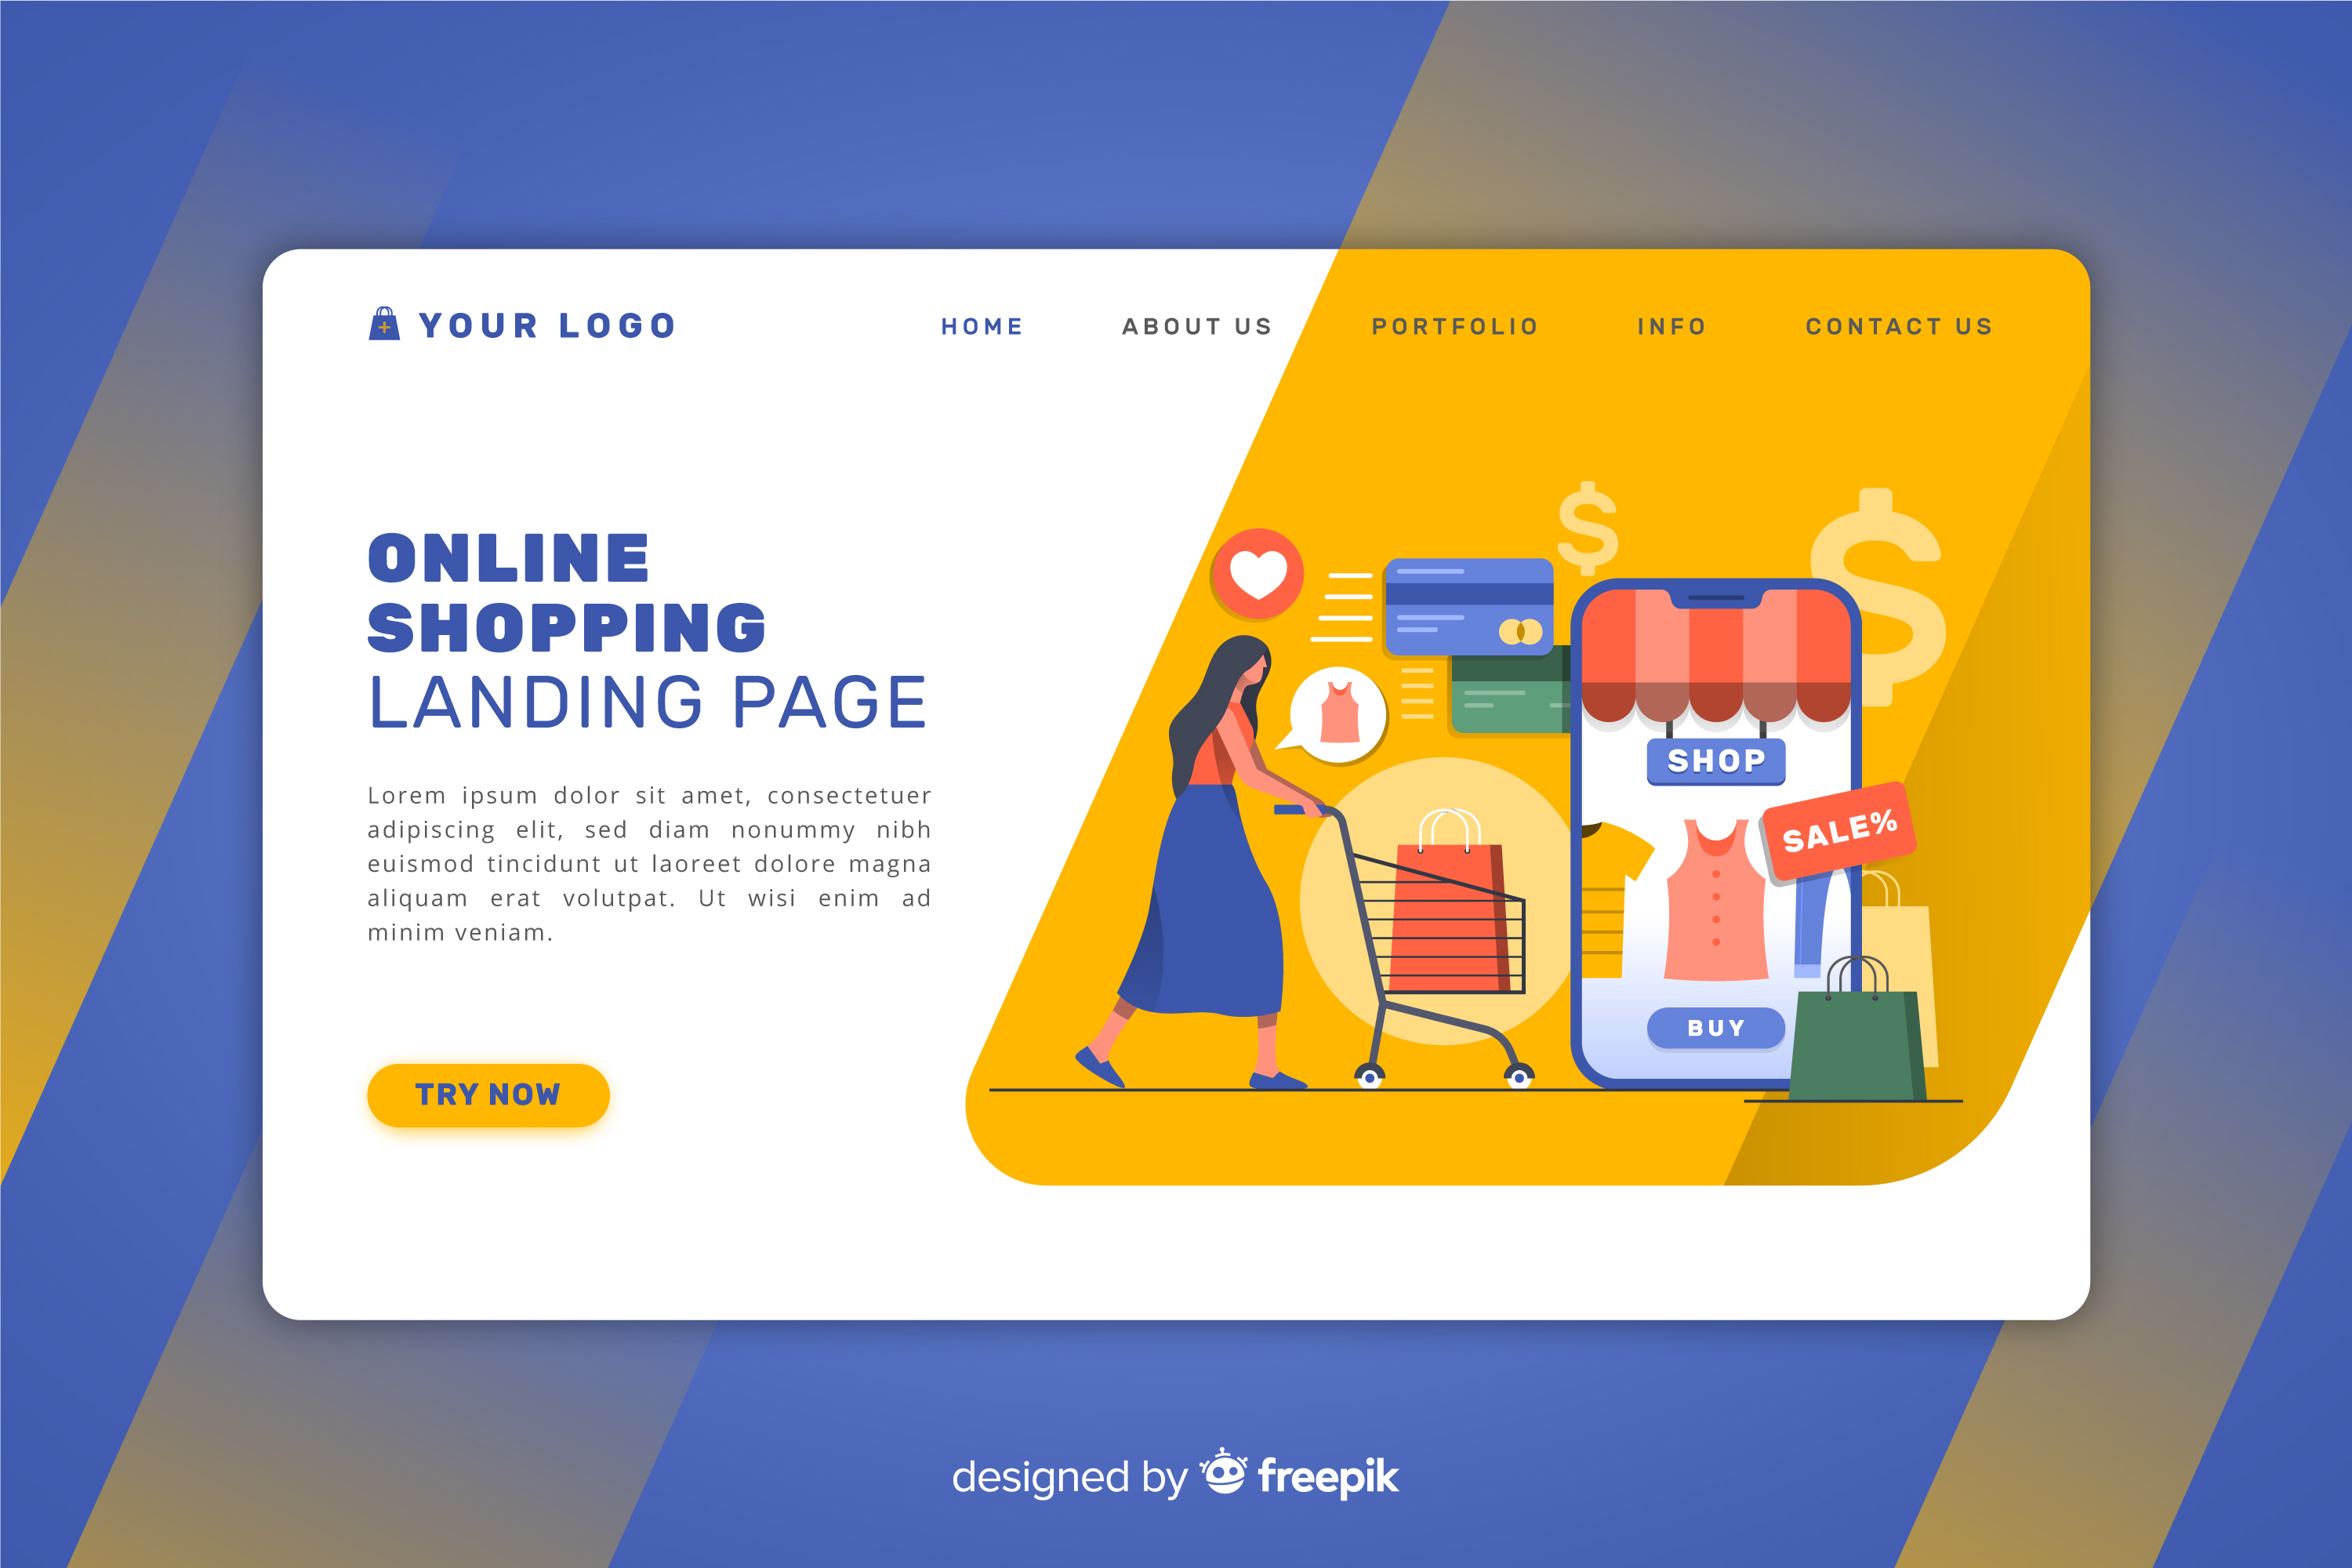 YOUR LOGO
HOME
ABOUT US
PORTFOLIO
INFO
CONTACT US
ONLINE
SHOPPING
LANDING PAGE
Lorem ipsum dolor sit amet, consectetuer
adipiscing elit, sed diam nonummy nibh
euismod tincidunt ut laoreet dolore magna
aliquam erat volutpat. Ut wisi enim ad
minim veniam.
TRY NOW
$
$
SHOP
SALE%
BUY
designed by freepik